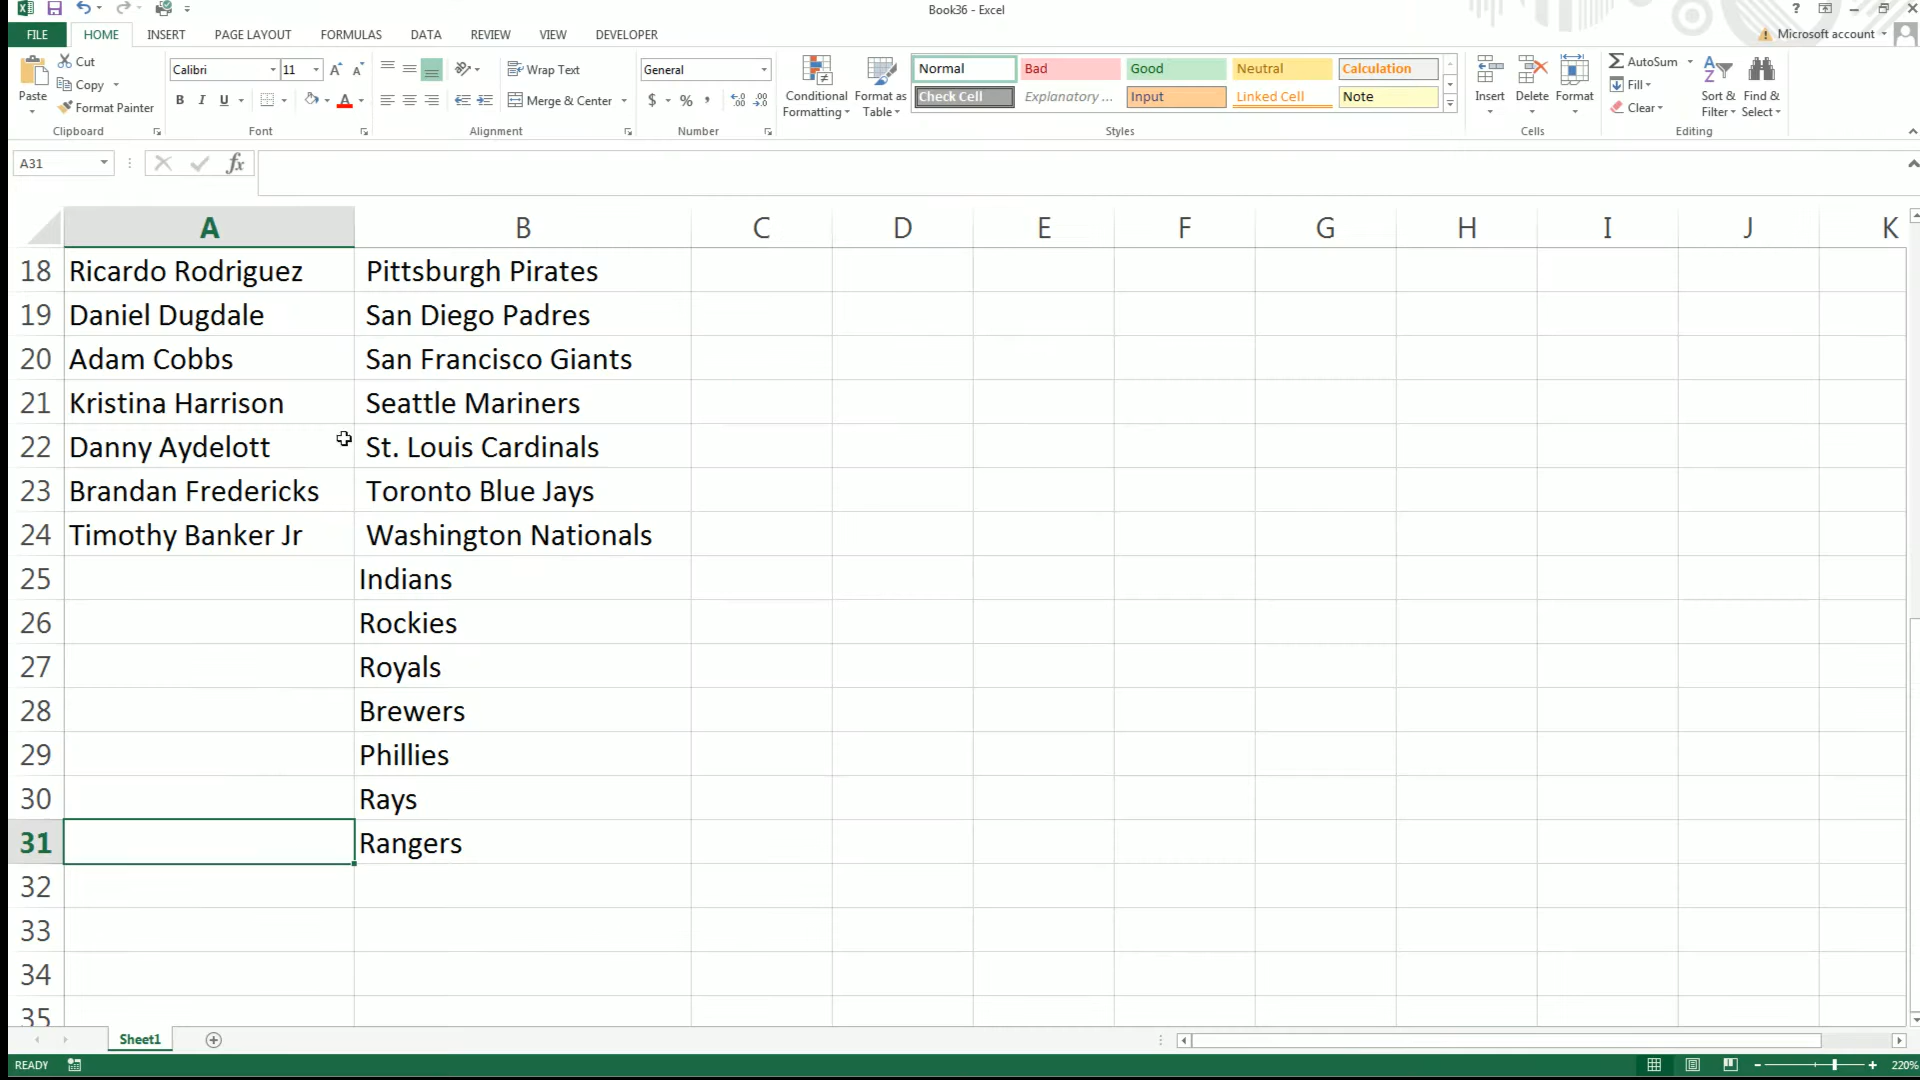 Book36 - Excel
?
Microsoft account
FILE HOME INSERT PAGE LAYOUT FORMULAS DATA REVIEW VIEW DEVELOPER
Paste
Cut
Copy
Format Painter
Clipboard
Calibri 11
B I U
Font
Wrap Text
Merge & Center
Alignment
General
$ % ,
Number
Conditional Formatting
Format as Table
Normal Bad Good Neutral Calculation
Check Cell Explanatory ... Input Linked Cell Note
Styles
Insert Delete Format
Cells
AutoSum
Fill
Clear
Sort & Filter
Find & Select
Editing
A31
fx
A B C D E F G H I J K
18 Ricardo Rodriguez Pittsburgh Pirates
19 Daniel Dugdale San Diego Padres
20 Adam Cobbs San Francisco Giants
21 Kristina Harrison Seattle Mariners
22 Danny Aydelott St. Louis Cardinals
23 Brandan Fredericks Toronto Blue Jays
24 Timothy Banker Jr Washington Nationals
25 Indians
26 Rockies
27 Royals
28 Brewers
29 Phillies
30 Rays
31 Rangers
32
33
34
35
Sheet1
READY
220%